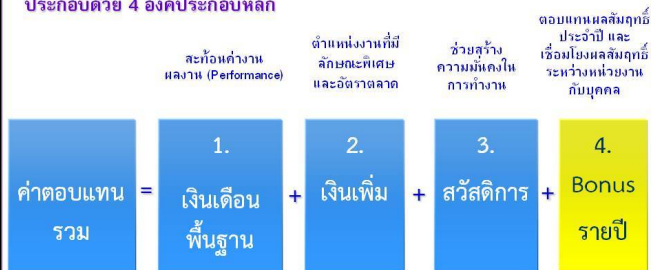 ประกอบด้วย 4 องค์ประกอบหลัก
สะท้อนค่างาน
ผลงาน (Performance)
ตำแหน่งงานที่มี
ลักษณะพิเศษ
และอัตราตลาด
ช่วยสร้าง
ความมั่นคงใน
การทำงาน
ตอบแทนผลสัมฤทธิ์
ประจำปี และ
เชื่อมโยงผลสัมฤทธิ์
ระหว่างหน่วยงาน
กับบุคคล
ค่าตอบแทน
รวม
=
1.
เงินเดือน
พื้นฐาน
+
2.
เงินเพิ่ม
+
3.
สวัสดิการ
+
4.
Bonus
รายปี